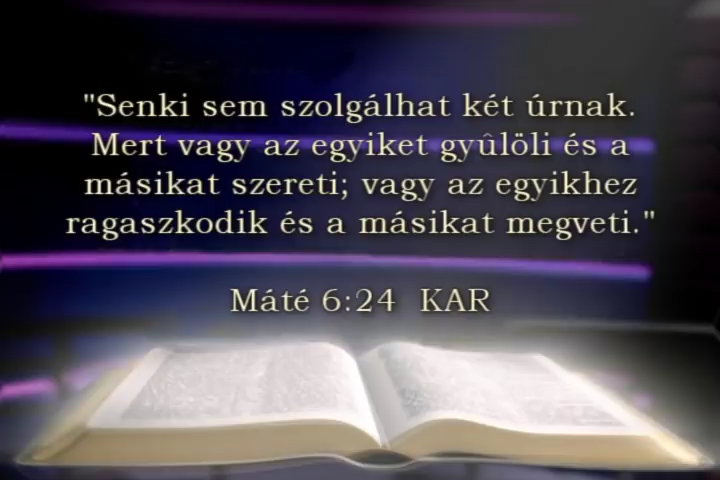 "Senki sem szolgálhat két úrnak.
Mert vagy az egyiket gyûlöli és a
másikat szereti; vagy az egyikhez
ragaszkodik és a másikat megveti."
Máté 6:24 KAR